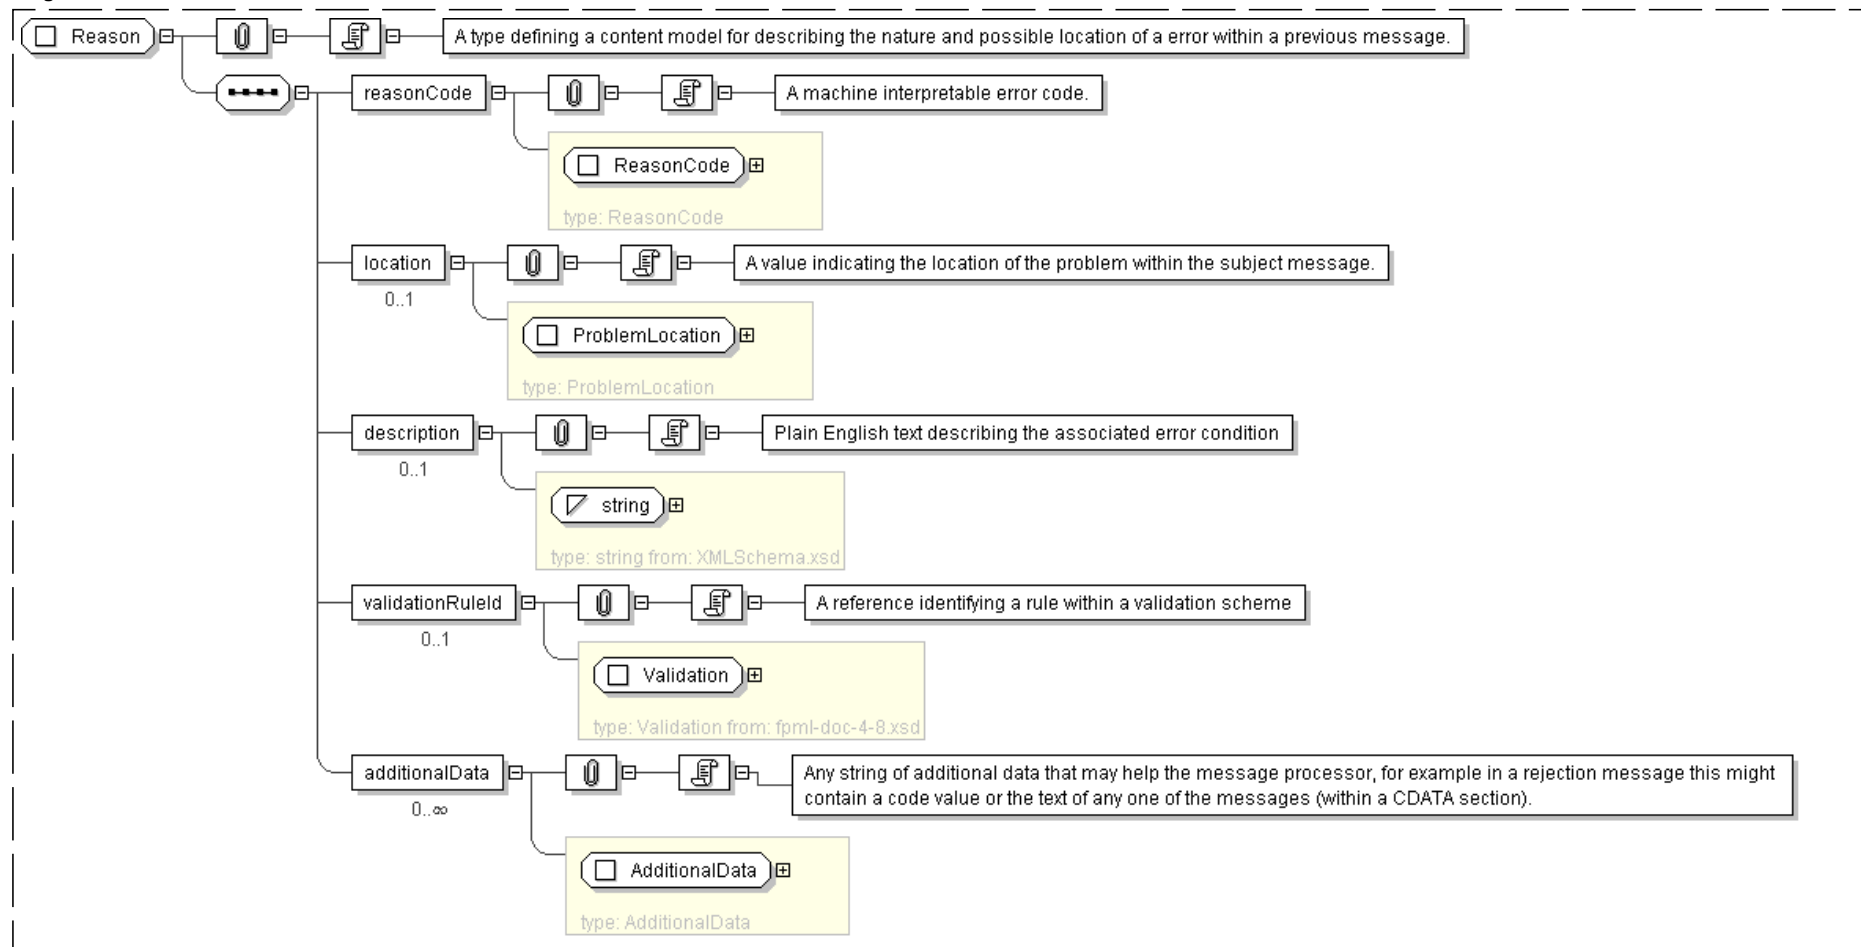 Reason
A type defining a content model for describing the nature and possible location of a error within a previous message.
reasonCode
A machine interpretable error code.
ReasonCode
type: ReasonCode
location
A value indicating the location of the problem within the subject message.
0..1
ProblemLocation
type: ProblemLocation
description
Plain English text describing the associated error condition
0..1
string
type: string from: XMLSchema.xsd
validationRuleId
A reference identifying a rule within a validation scheme
0..1
Validation
type: Validation from: fpml-doc-4-8.xsd
additionalData
Any string of additional data that may help the message processor, for example in a rejection message this might
contain a code value or the text of any one of the messages (within a CDATA section).
0..∞
AdditionalData
type: AdditionalData